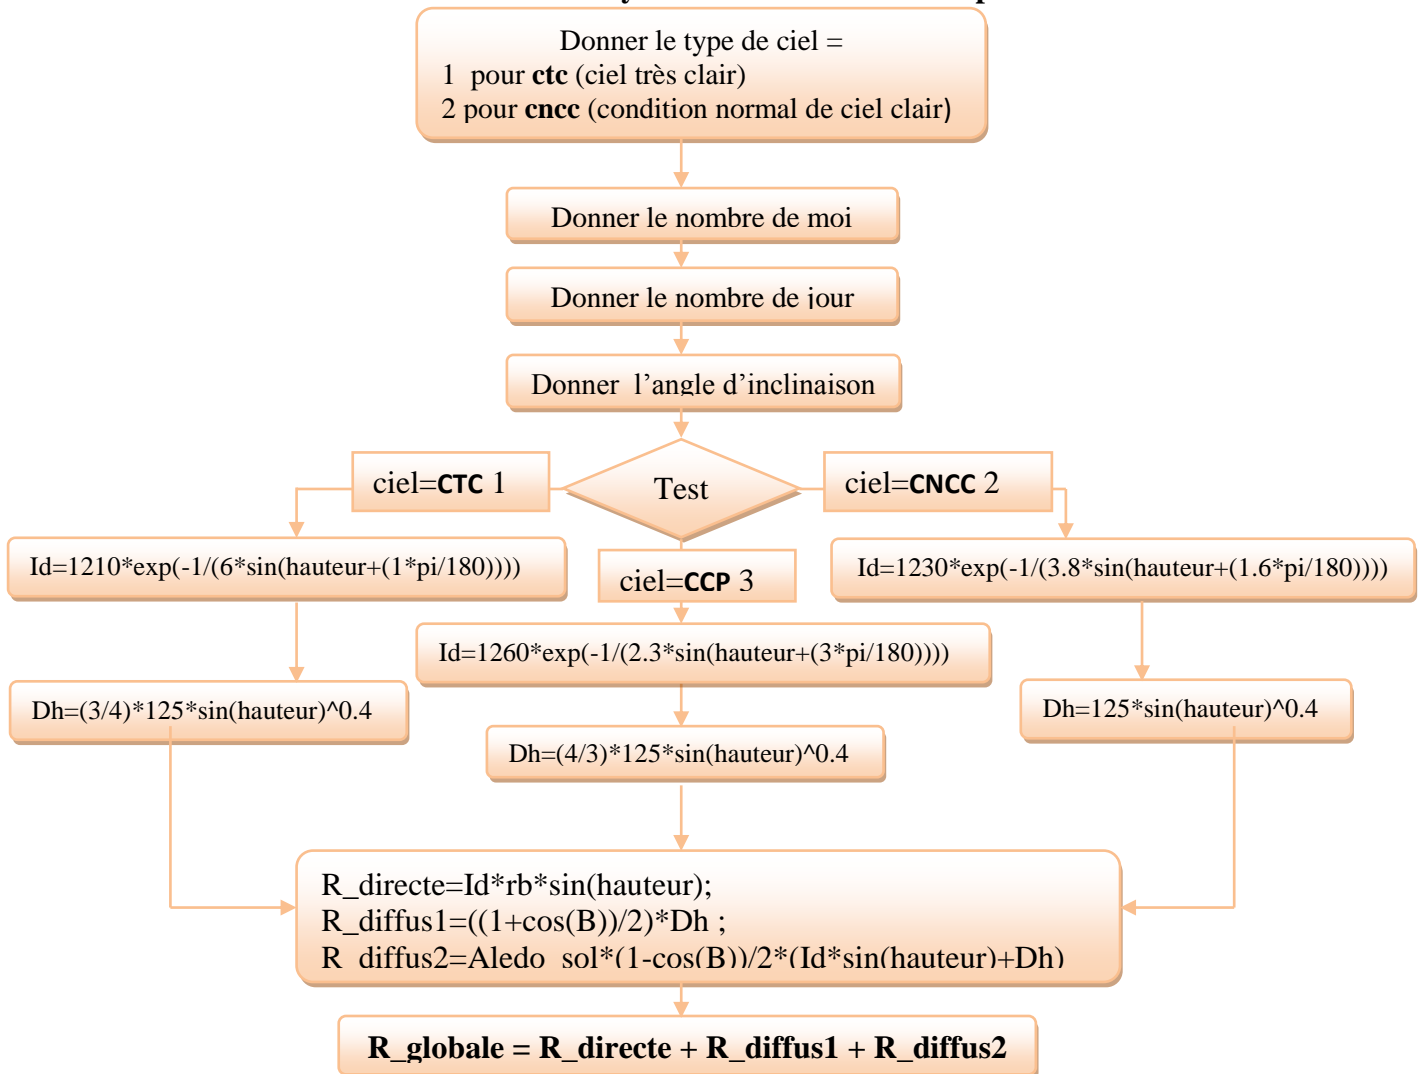 Donner le type de ciel =
1 pour ctc (ciel très clair)
2 pour cncc (condition normal de ciel clair)
Donner le nombre de moi
Donner le nombre de jour
Donner l’angle d’inclinaison
ciel=CTC 1
Test
ciel=CNCC 2
Id=1210*exp(-1/(6*sin(hauteur+(1*pi/180))))
ciel=CCP 3
Id=1230*exp(-1/(3.8*sin(hauteur+(1.6*pi/180))))
Id=1260*exp(-1/(2.3*sin(hauteur+(3*pi/180))))
Dh=(3/4)*125*sin(hauteur)^0.4
Dh=125*sin(hauteur)^0.4
Dh=(4/3)*125*sin(hauteur)^0.4
R_directe=Id*rb*sin(hauteur);
R_diffus1=((1+cos(B))/2)*Dh ;
R_diffus2=Aledo_sol*(1-cos(B))/2*(Id*sin(hauteur)+Dh)
R_globale = R_directe + R_diffus1 + R_diffus2